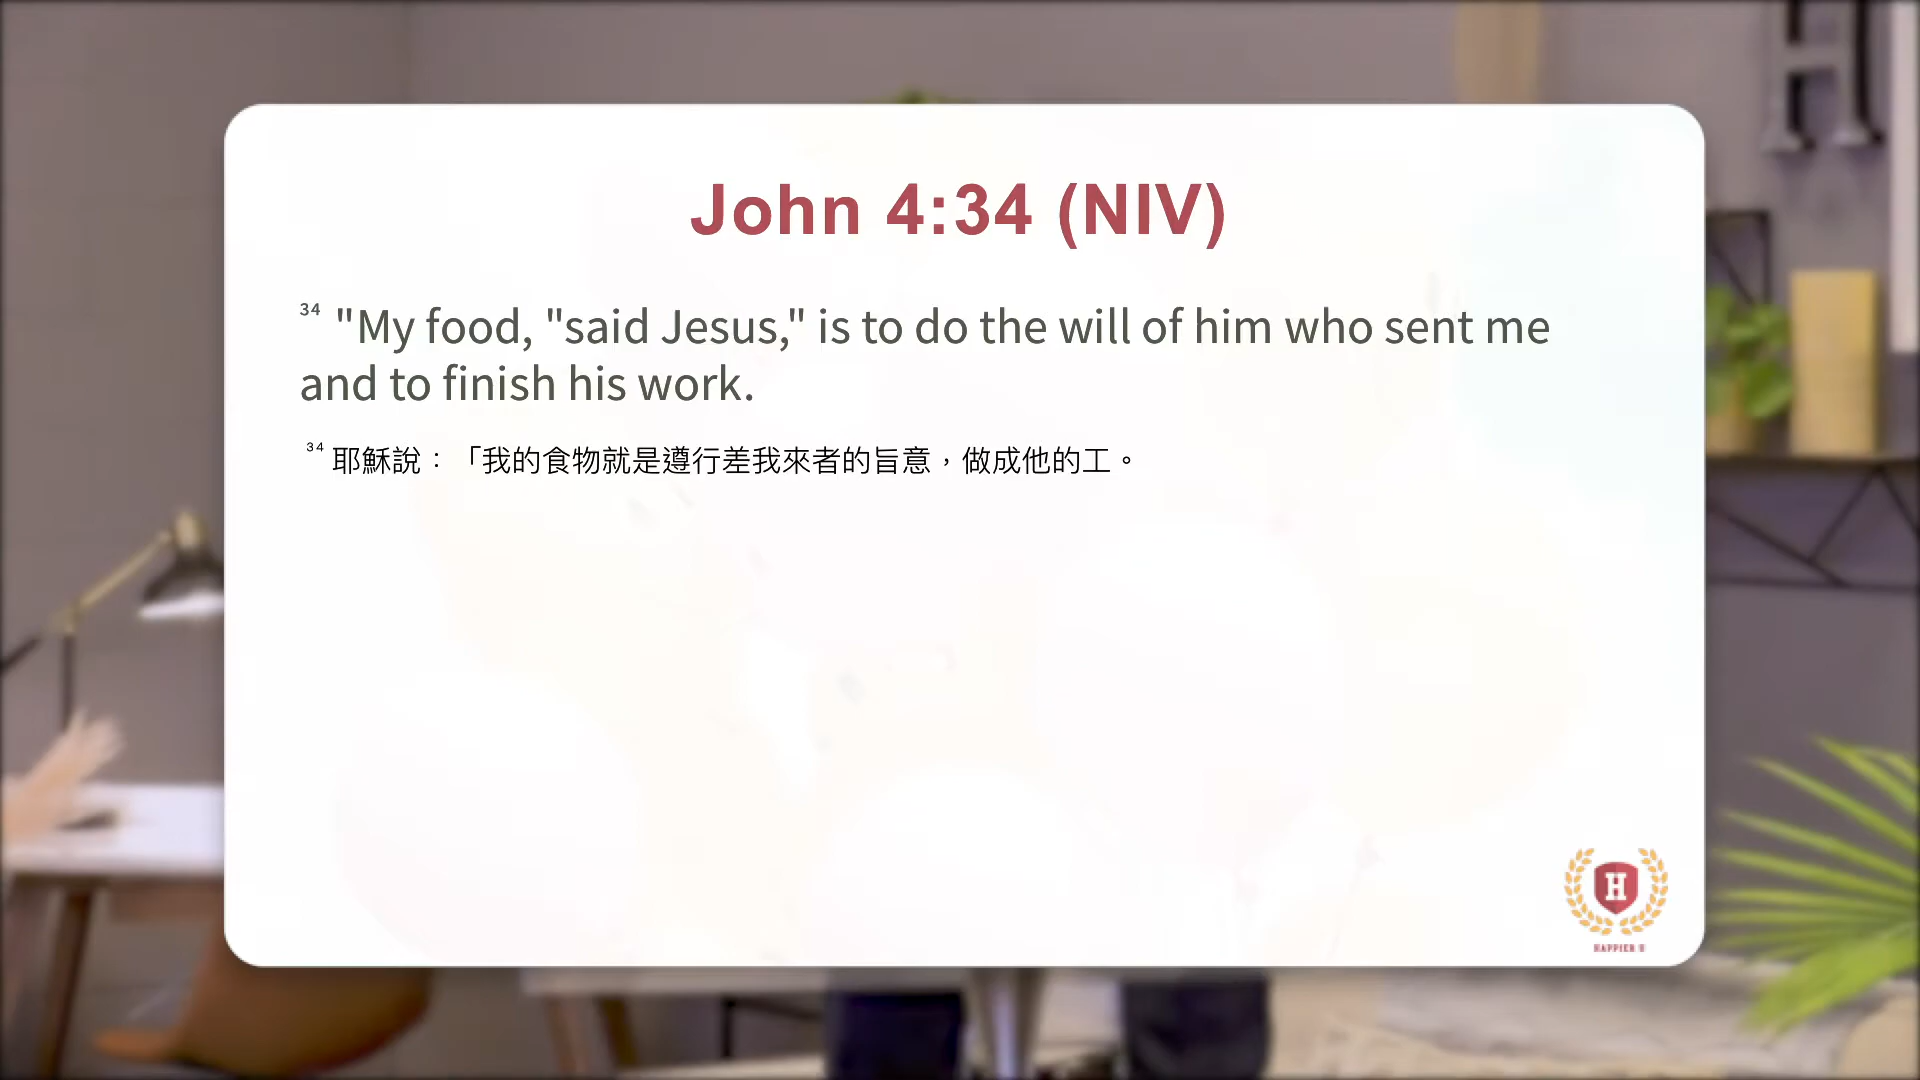 John 4:34 (NIV)
34 "My food, "said Jesus," is to do the will of him who sent me
and to finish his work.
34 耶穌說：「我的食物就是遵行差我來者的旨意，做成他的工。
H
H
HAPPIER U